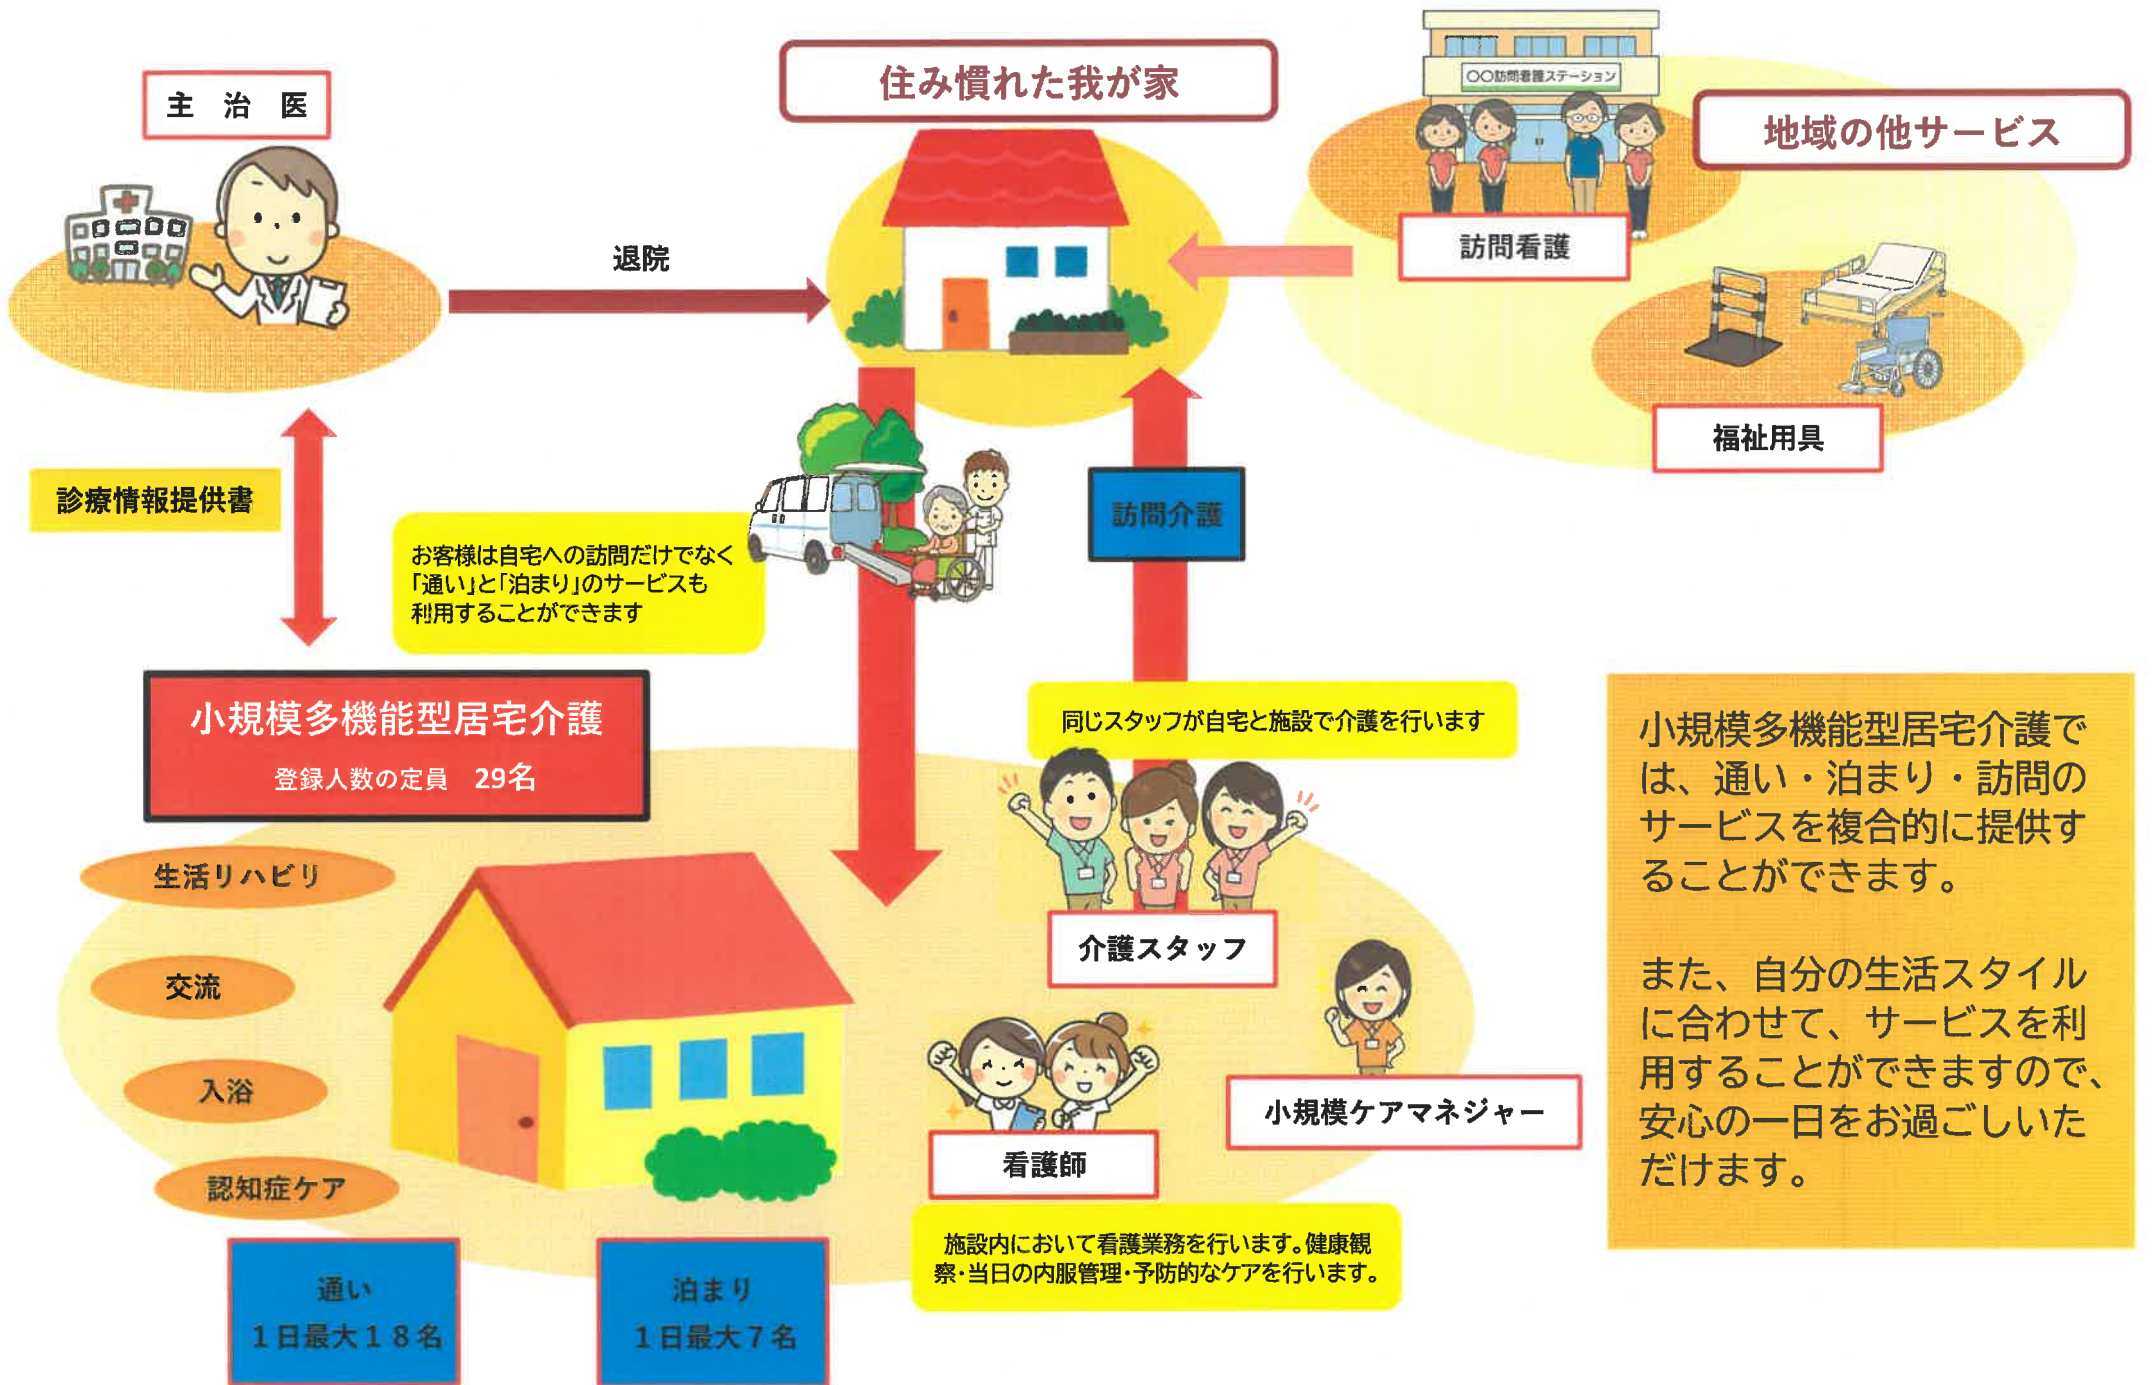 住み慣れた我が家
主治医
〇〇訪問看護ステーション
地域の他サービス
退院
訪問看護
福祉用具
診療情報提供書
お客様は自宅への訪問だけでなく
「通い」と「泊まり」のサービスも
利用することができます
訪問介護
小規模多機能型居宅介護
登録人数の定員 29名
同じスタッフが自宅と施設で介護を行います
生活リハビリ
交流
入浴
認知症ケア
介護スタッフ
小規模ケアマネジャー
看護師
施設内において看護業務を行います。健康観
察・当日の内服管理・予防的なケアを行います。
通い
1日最大18名
泊まり
1日最大7名
小規模多機能型居宅介護で
は、通い・泊まり・訪問の
サービスを複合的に提供す
ることができます。
また、自分の生活スタイル
に合わせて、サービスを利
用することができますので、
安心の一日をお過ごしいた
だけます。